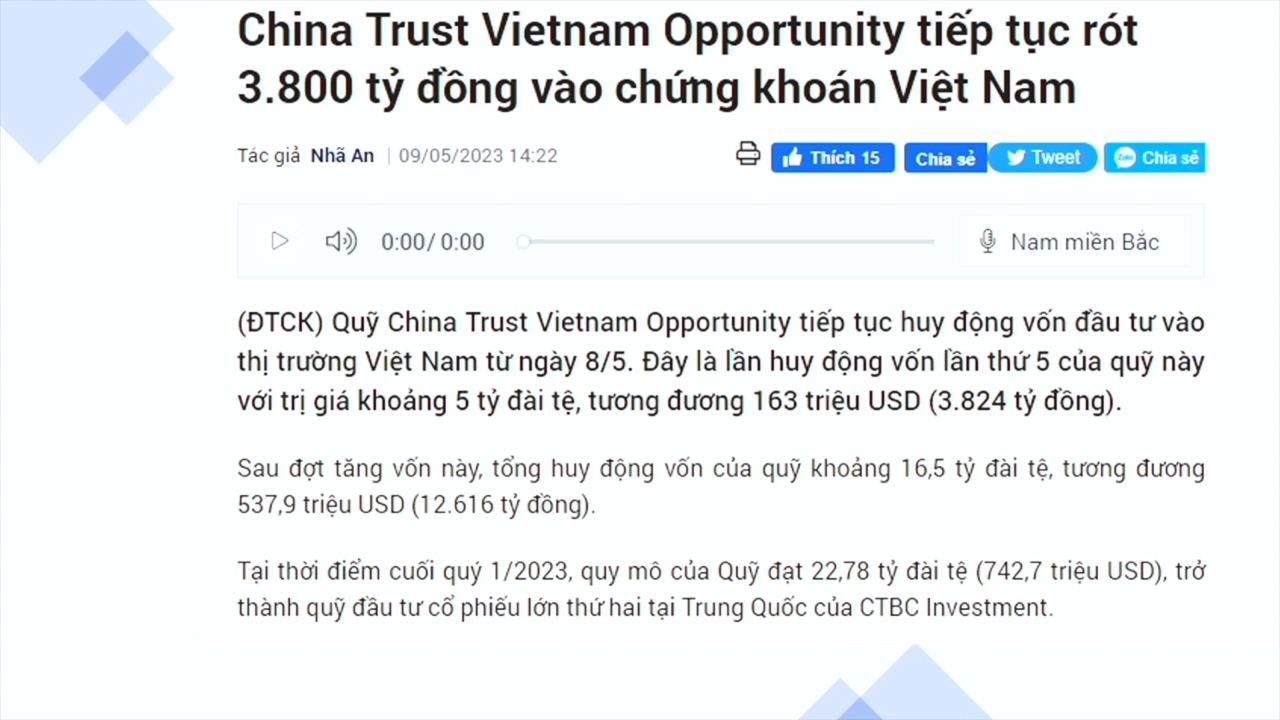 China Trust Vietnam Opportunity tiếp tục rót
3.800 tỷ đồng vào chứng khoán Việt Nam
Tác giả Nhã An | 09/05/2023 14:22
Thích 15 Chia sẻ Tweet Zalo Chia sẻ
0:00/ 0:00 Nam miền Bắc
(ĐTCK) Quỹ China Trust Vietnam Opportunity tiếp tục huy động vốn đầu tư vào
thị trường Việt Nam từ ngày 8/5. Đây là lần huy động vốn lần thứ 5 của quỹ này
với trị giá khoảng 5 tỷ đài tệ, tương đương 163 triệu USD (3.824 tỷ đồng).
Sau đợt tăng vốn này, tổng huy động vốn của quỹ khoảng 16,5 tỷ đài tệ, tương đương
537,9 triệu USD (12.616 tỷ đồng).
Tại thời điểm cuối quý 1/2023, quy mô của Quỹ đạt 22,78 tỷ đài tệ (742,7 triệu USD), trở
thành quỹ đầu tư cổ phiếu lớn thứ hai tại Trung Quốc của CTBC Investment.